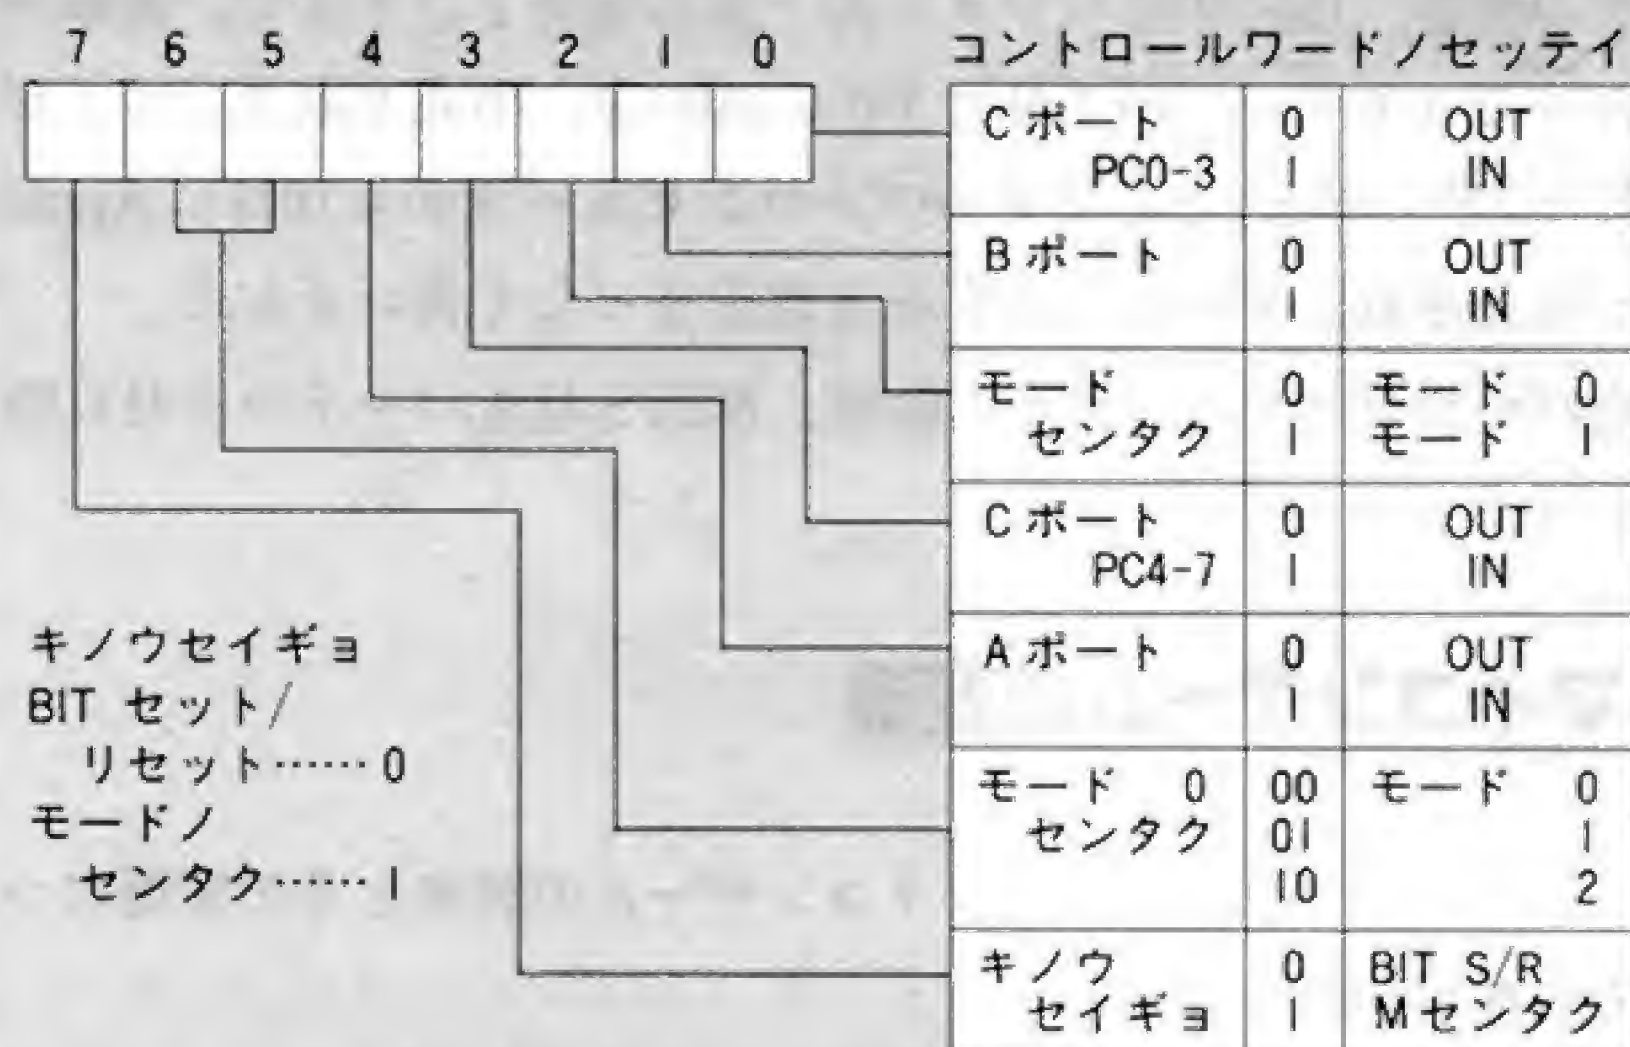 7 6 5 4 3 2 1 0
コントロールワードノセッテイ
Cポート 0 OUT
PC0-3 1 IN
Bポート 0 OUT
1 IN
モード 0 モード 0
センタク 1 モード 1
Cポート 0 OUT
PC4-7 1 IN
Aポート 0 OUT
1 IN
モード 0 00 モード 0
センタク 01 1
10 2
キノウ 0 BIT S/R
セイギョ 1 Mセンタク
キノウセイギョ
BIT セット/
リセット……0
モードノ
センタク……1